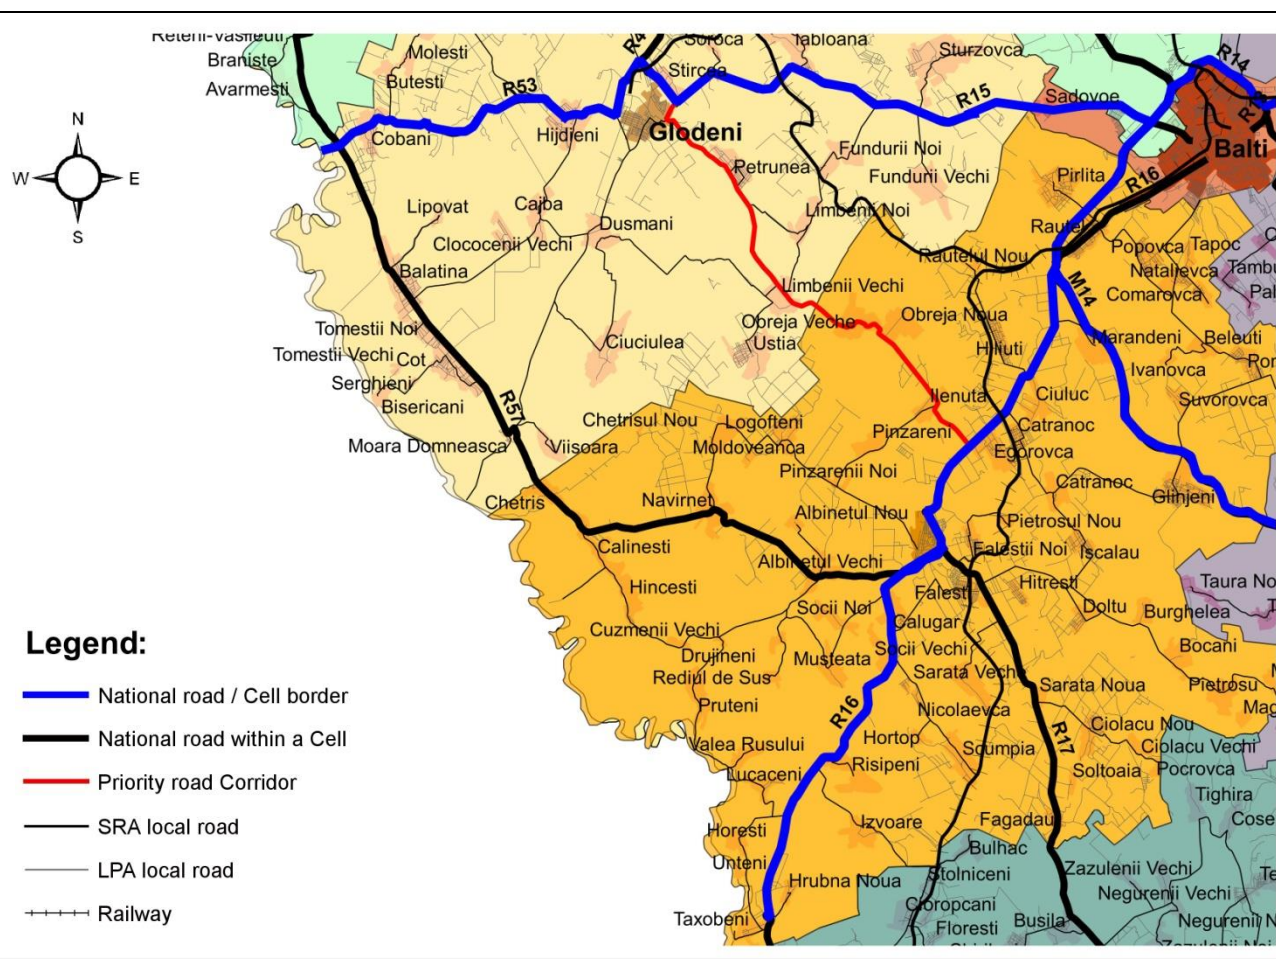 Molesti
Soroca
Tabloana
Sturzovca
R14
Braniste
Butesti
Stircea
Avarmesti
R53
R15
Sadovoe
Cobani
Hijdieni
Glodeni
Balti
N
W
E
S
Petrunea
Fundurii Noi
Fundurii Vechi
Pirlita
R16
Lipovat
Cajba
Dusmani
Limbenii Noi
Clococenii Vechi
Rautelul Nou
Popovca
Tapoc
Balatina
Natalievca
Limbenii Vechi
M14
Comarovca
Tomestii Noi
Obreja Veche
Obreja Noua
Tomestii Vechi
Cot
Ciuciulea
Ustia
Hiliuti
Marandeni
Beleuti
Serghieni
Ivanovca
Bisericani
Ilenuta
Ciuluc
Suvorovca
Chetrisul Nou
Logofteni
Catranoc
Moara Domneasca
Viisoara
Moldoveanca
Pinzareni
Egorovca
Pinzarenii Noi
Catranoc
Chetris
Navirnet
Glinjeni
Albinetul Nou
Pietrosul Nou
Calinesti
Falestii Noi
Iscalau
Albinetul Vechi
Hincesti
Falesti
Hitresti
Socii Noi
Doltu
Burghelea
Cuzmenii Vechi
Calugar
Legend:
Drujineni
Musteata
Socii Vechi
Bocani
Rediul de Sus
Sarata Veche
Sarata Noua
Pietrosu
National road / Cell border
Pruteni
R16
Nicolaevca
Ciolacu Nou
National road within a Cell
Valea Rusului
Hortop
Scumpia
R17
Ciolacu Vechi
Lucaceni
Risipeni
Soltoaia
Pocrovca
Priority road Corridor
Tighira
SRA local road
Horesti
Izvoare
Fagadau
Unteni
Bulhac
LPA local road
Hrubna Noua
Stolniceni
Zazulenii Vechi
Negurenii Vechi
Railway
Taxobeni
Cioropcani
Floresti
Busila